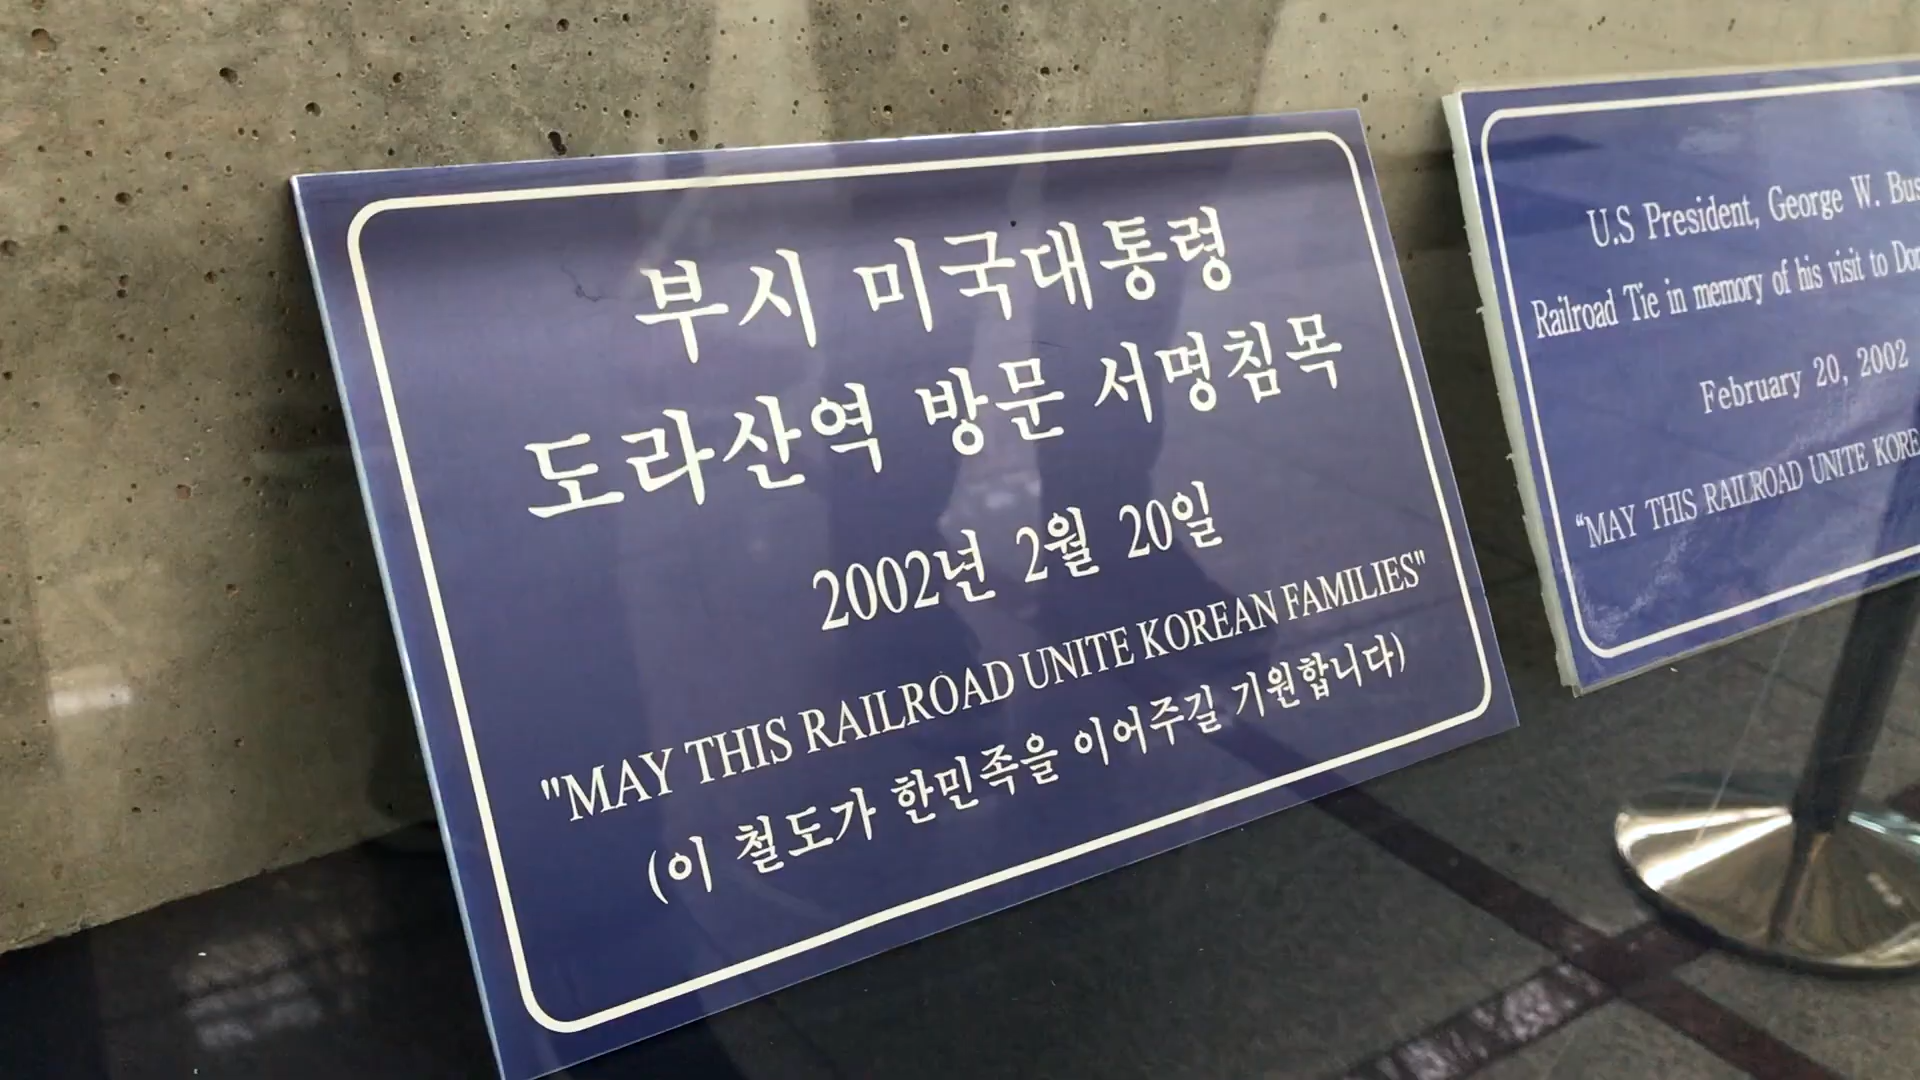 부시 미국대통령
도라산역 방문 서명침목
2002년 2월 20일
"MAY THIS RAILROAD UNITE KOREAN FAMILIES"
(이 철도가 한민족을 이어주길 기원합니다)
U.S President, George W.
Railroad Tie in memory of his visit to
February 20, 2002
“MAY THIS RAILROAD UNITE